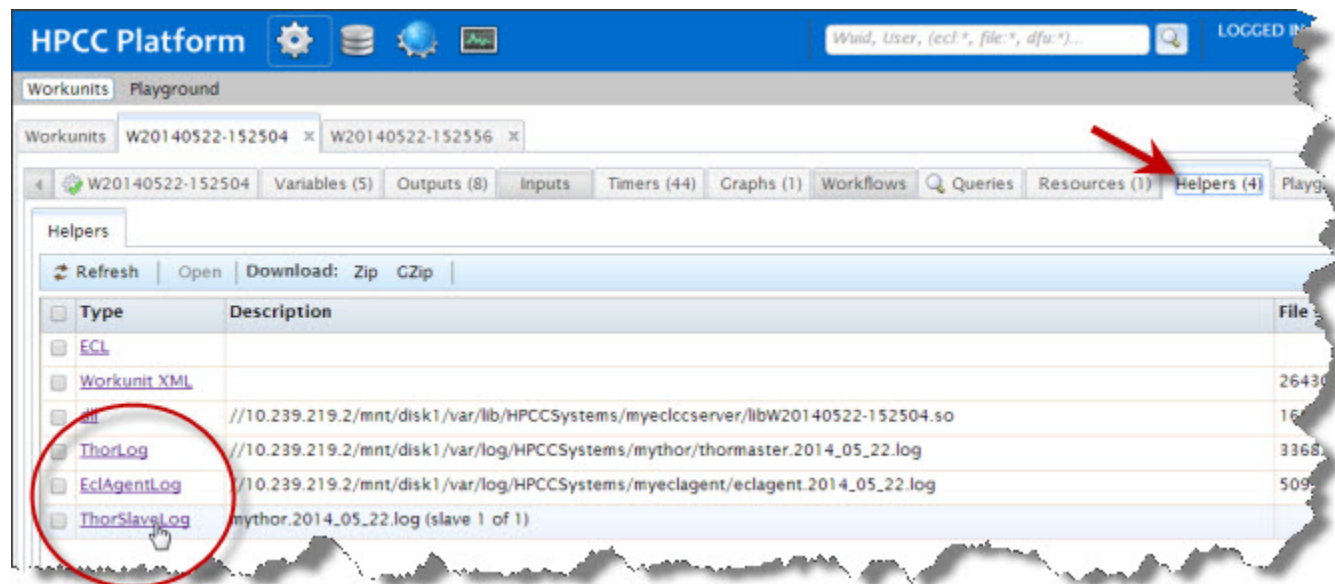 HPCC Platform Wuid, User, (ecl:*, file:*, dfu:*)... LOGGED
Workunits Playground
Workunits W20140522-152504 x W20140522-152556 x
W20140522-152504 Variables (5) Outputs (8) Inputs Timers (44) Graphs (1) Workflows Queries Resources (1) Helpers (4)
Helpers
Refresh Open Download: Zip GZip
Type Description File
ECL
Workunit XML
dll //10.239.219.2/mnt/disk1/var/lib/HPCCSystems/myeclccserver/libW20140522-152504.so
ThorLog //10.239.219.2/mnt/disk1/var/log/HPCCSystems/mythor/thormaster.2014_05_22.log
EclAgentLog //10.239.219.2/mnt/disk1/var/log/HPCCSystems/myeclagent/eclagent.2014_05_22.log
ThorSlaveLog mythor.2014_05_22.log (slave 1 of 1)